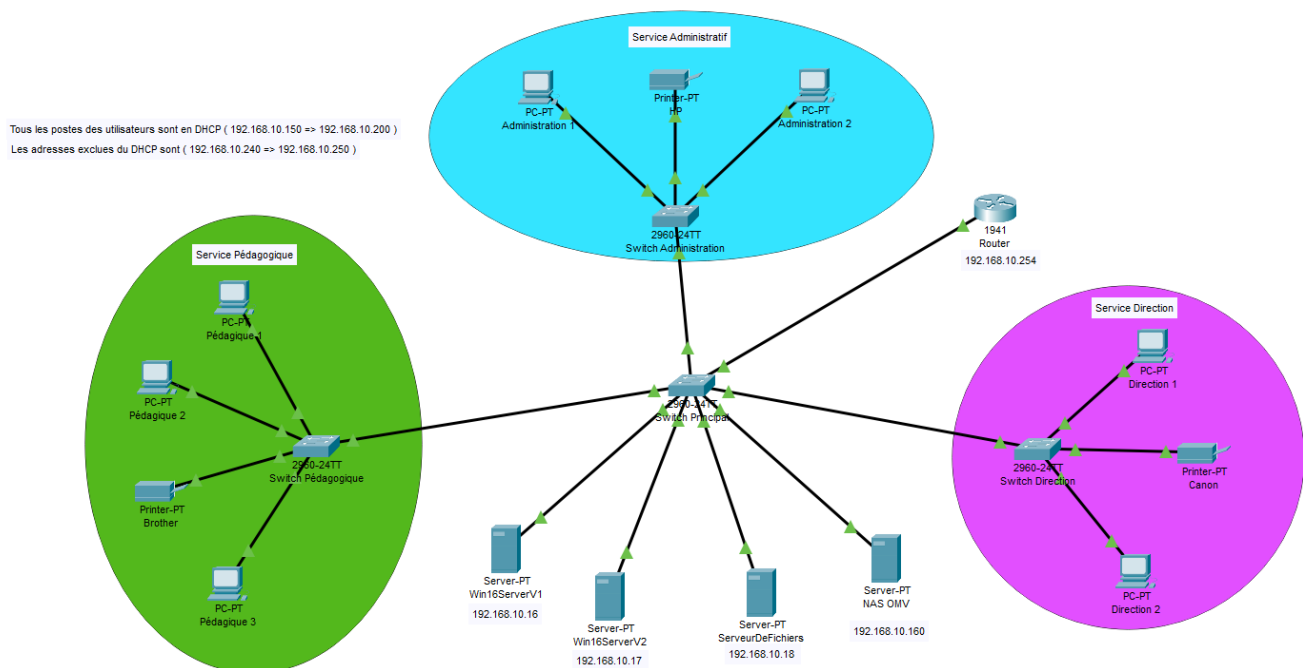 Service Administratif
PC-PT
Administration 1
Printer-PT
HP
PC-PT
Administration 2
2960-24TT
Switch Administration
Tous les postes des utilisateurs sont en DHCP ( 192.168.10.150 => 192.168.10.200 )
Les adresses exclues du DHCP sont ( 192.168.10.240 => 192.168.10.250 )
1941
Router
192.168.10.254
Service Pédagogique
PC-PT
Pédagique 1
PC-PT
Pédagique 2
2960-24TT
Switch Pédagogique
Printer-PT
Brother
PC-PT
Pédagique 3
2960-24TT
Switch Principal
Service Direction
PC-PT
Direction 1
2960-24TT
Switch Direction
Printer-PT
Canon
PC-PT
Direction 2
Server-PT
Win16ServerV1
192.168.10.16
Server-PT
Win16ServerV2
192.168.10.17
Server-PT
ServeurDeFichiers
192.168.10.18
Server-PT
NAS OMV
192.168.10.160